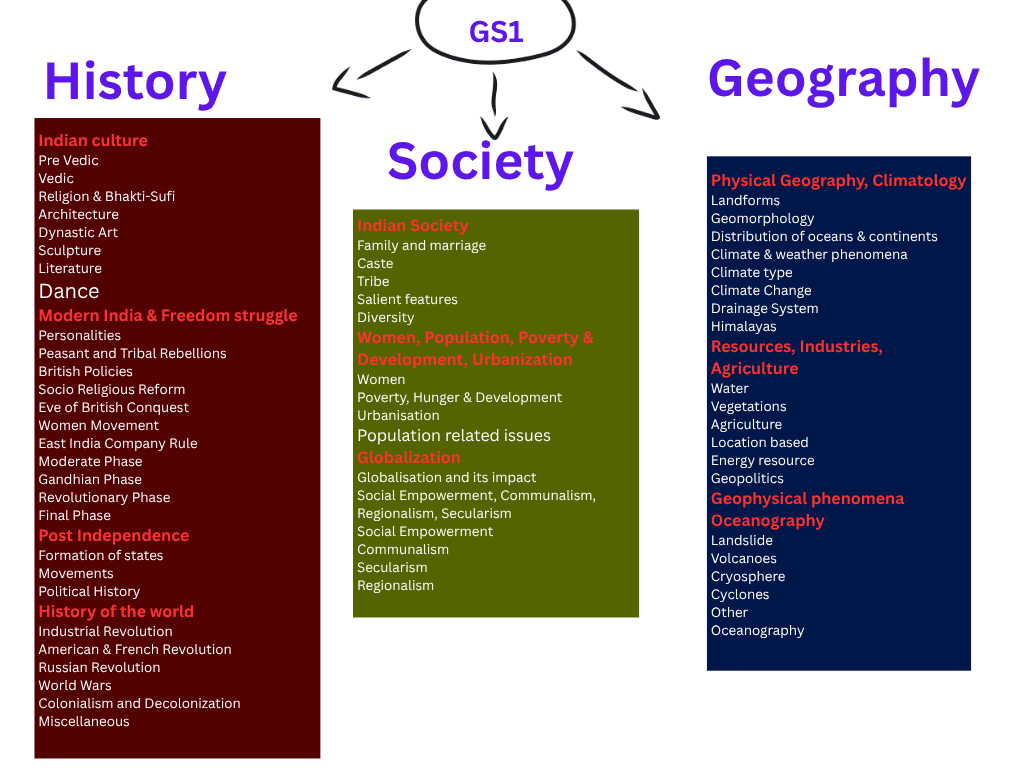 GS1
History
Indian culture
Pre Vedic
Vedic
Religion & Bhakti-Sufi
Architecture
Dynastic Art
Sculpture
Literature
Dance
Modern India & Freedom struggle
Personalities
Peasant and Tribal Rebellions
British Policies
Socio Religious Reform
Eve of British Conquest
Women Movement
East India Company Rule
Moderate Phase
Gandhian Phase
Revolutionary Phase
Final Phase
Post Independence
Formation of states
Movements
Political History
History of the world
Industrial Revolution
American & French Revolution
Russian Revolution
World Wars
Colonialism and Decolonization
Miscellaneous
Society
Indian Society
Family and marriage
Caste
Tribe
Salient features
Diversity
Women, Population, Poverty &
Development, Urbanization
Women
Poverty, Hunger & Development
Urbanisation
Population related issues
Globalization
Globalisation and its impact
Social Empowerment, Communalism,
Regionalism, Secularism
Social Empowerment
Communalism
Secularism
Regionalism
Geography
Physical Geography, Climatology
Landforms
Geomorphology
Distribution of oceans & continents
Climate & weather phenomena
Climate type
Climate Change
Drainage System
Himalayas
Resources, Industries,
Agriculture
Water
Vegetations
Agriculture
Location based
Energy resource
Geopolitics
Geophysical phenomena
Oceanography
Landslide
Volcanoes
Cryosphere
Cyclones
Other
Oceanography